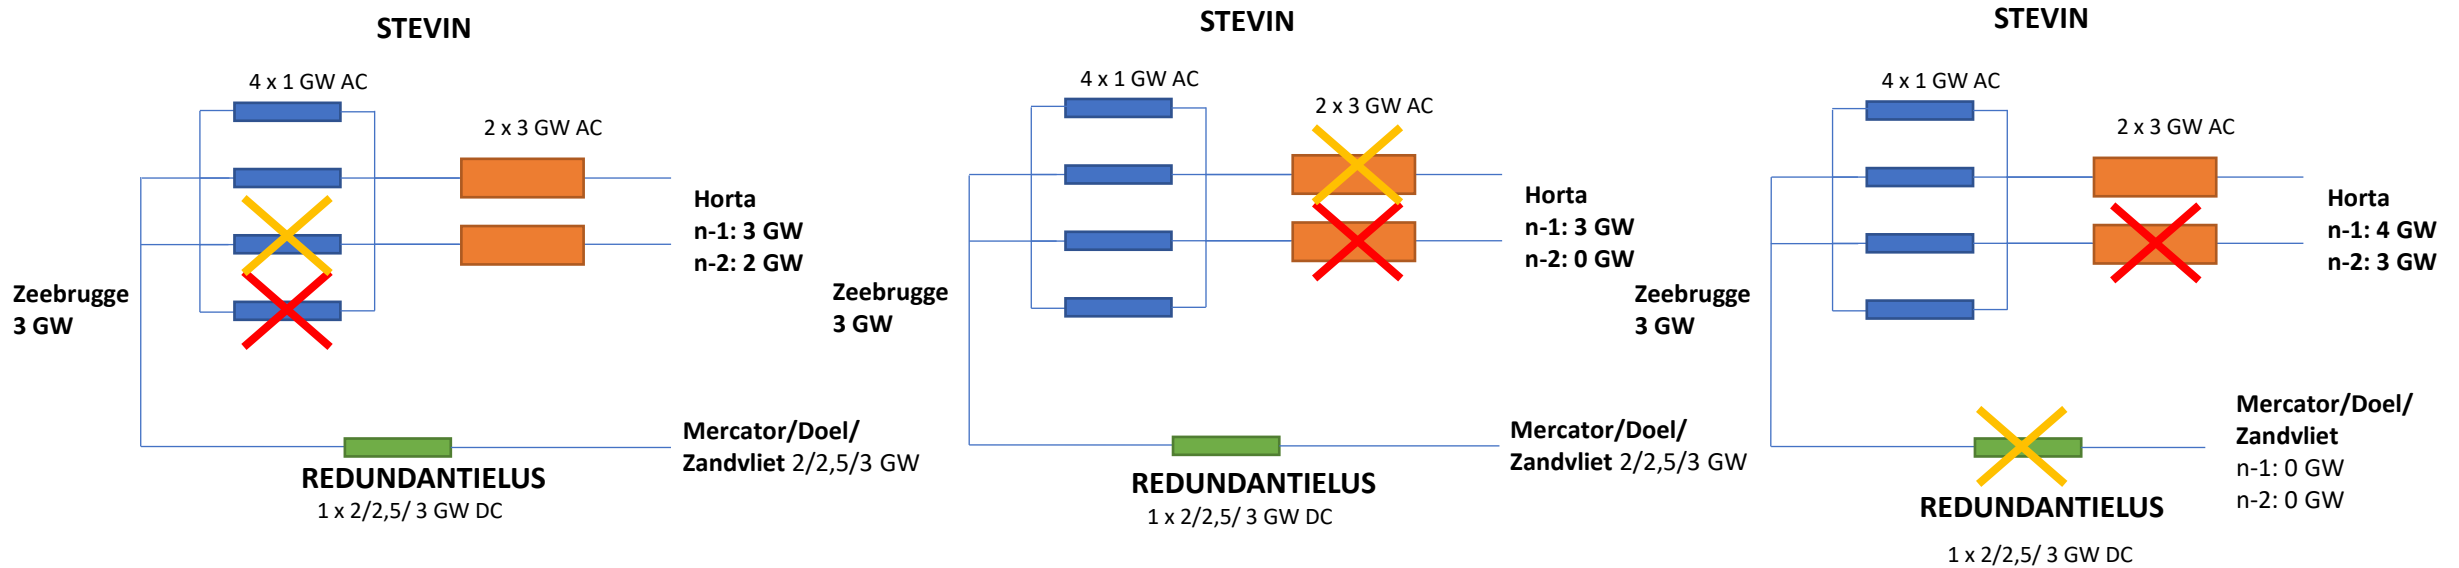 STEVIN
4 x 1 GW AC
2 x 3 GW AC
Horta
n-1: 3 GW
n-2: 2 GW
Zeebrugge
3 GW
Mercator/Doel/
Zandvliet 2/2,5/3 GW
REDUNDANTIELUS
1 x 2/2,5/ 3 GW DC
STEVIN
4 x 1 GW AC
2 x 3 GW AC
Horta
n-1: 3 GW
n-2: 0 GW
Zeebrugge
3 GW
Mercator/Doel/
Zandvliet 2/2,5/3 GW
REDUNDANTIELUS
1 x 2/2,5/ 3 GW DC
STEVIN
4 x 1 GW AC
2 x 3 GW AC
Horta
n-1: 4 GW
n-2: 3 GW
Zeebrugge
3 GW
Mercator/Doel/
Zandvliet
n-1: 0 GW
n-2: 0 GW
REDUNDANTIELUS
1 x 2/2,5/ 3 GW DC